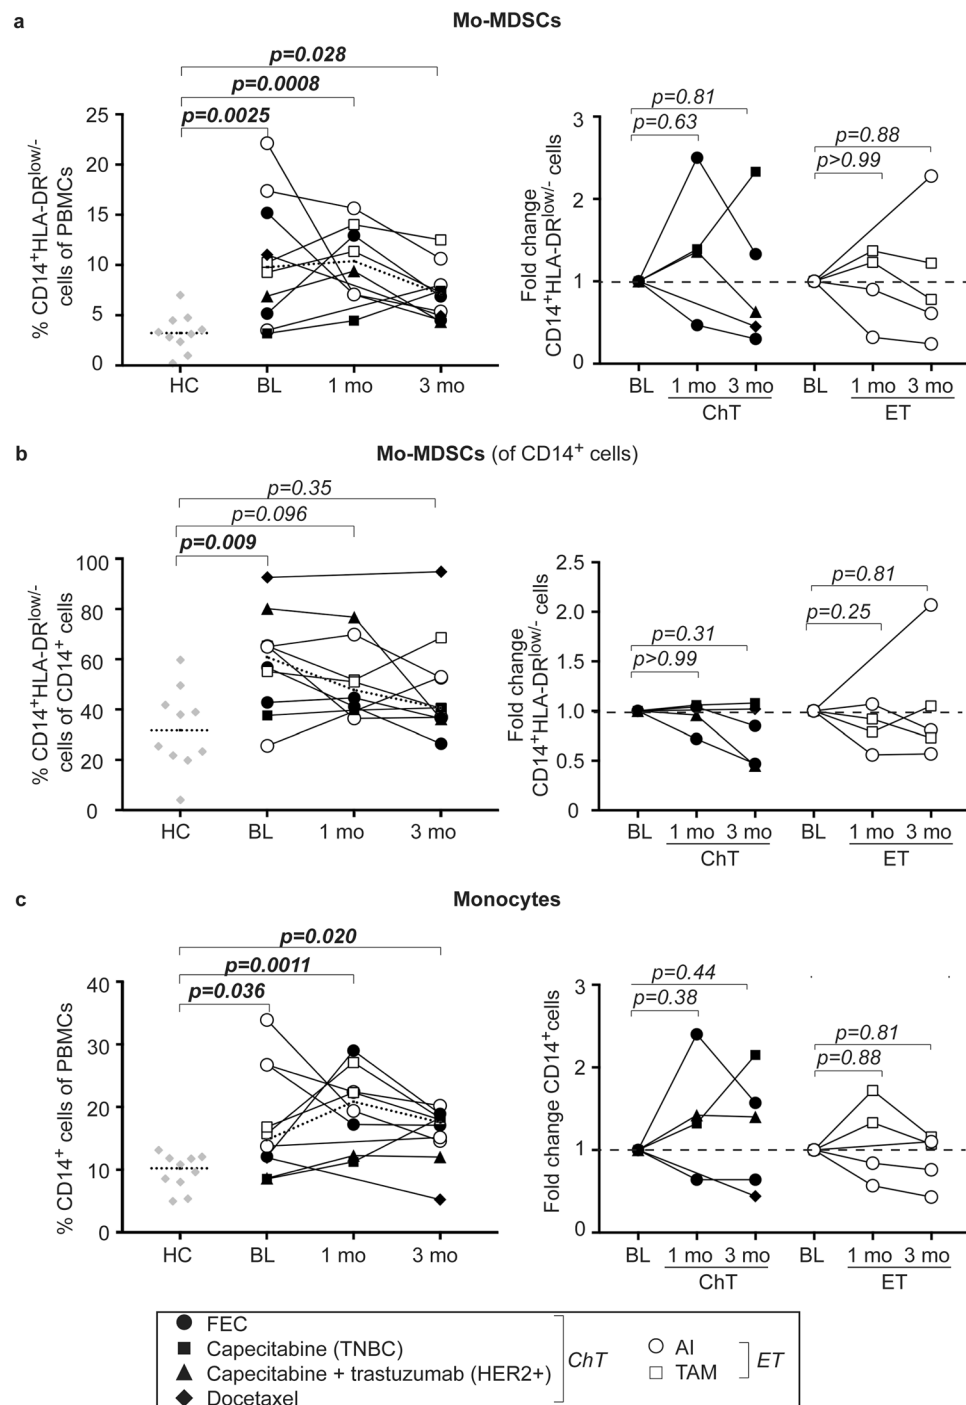 a
Mo-MDSCs
p=0.028
p=0.0008
p=0.0025
% CD14+HLA-DRlow/-
cells of PBMCs
25
20
15
10
5
0
HC BL 1 mo 3 mo
p=0.81
p=0.63
p=0.88
p>0.99
Fold change
CD14+HLA-DRlow/- cells
3
2
1
0
BL 1 mo 3 mo BL 1 mo 3 mo
ChT ET
b
Mo-MDSCs (of CD14+ cells)
p=0.35
p=0.096
p=0.009
% CD14+HLA-DRlow/-
cells of CD14+ cells
100
80
60
40
20
0
HC BL 1 mo 3 mo
p=0.31
p>0.99
p=0.81
p=0.25
Fold change
CD14+HLA-DRlow/- cells
2.5
2.0
1.5
1.0
0.5
0
BL 1 mo 3 mo BL 1 mo 3 mo
ChT ET
c
Monocytes
p=0.020
p=0.0011
p=0.036
% CD14+ cells of PBMCs
40
30
20
10
0
HC BL 1 mo 3 mo
p=0.44
p=0.38
p=0.81
p=0.88
Fold change CD14+cells
3
2
1
0
BL 1 mo 3 mo BL 1 mo 3 mo
ChT ET
FEC
Capecitabine (TNBC)
Capecitabine + trastuzumab (HER2+)
Docetaxel
ChT
AI
TAM
ET